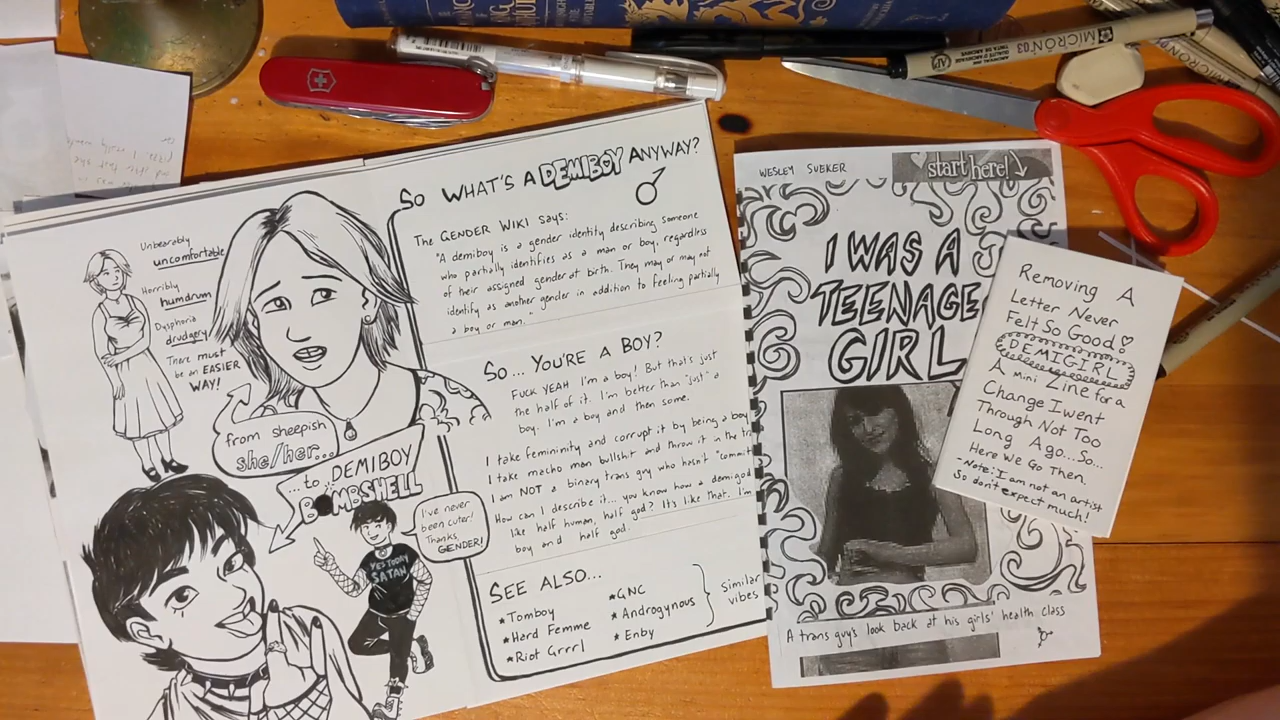 Unbearably
uncomfortable
Horribly
humdrum
Dysphoria
drudgery
There must
be an EASIER
WAY!
from sheepish
she/her...
...to DEMIBOY
BOMBSHELL
I've never
been cuter!
Thanks,
GENDER!
YES TODAY
SATAN
SO WHAT'S A DEMIBOY ANYWAY?
The GENDER WIKI says:
"A demiboy is a gender identity describing someone
who partially identifies as a man or boy, regardless
of their assigned gender at birth. They may or may not
identify as another gender in addition to feeling partially
a boy or man."
SO... YOU'RE A BOY?
FUCK YEAH I'm a boy! But that's just
the half of it. I'm better than "just" a
boy. I'm a boy and then some.
I take femininity and corrupt it by being a boy
I take macho man bullshit and throw it in the
I am NOT a binary trans guy who hasn't
How can I describe it... you know how a demigod
like half human, half god? It's like that. I'm
boy and half god.
SEE ALSO...
*Tomboy
*Hard Femme
*Riot Grrrl
*GNC
*Androgynous
*Enby
similar
vibes
WESLEY SUEKER
start here!
I WAS A
TEENAGE
GIRL
A trans guy's look back at his girls' health class
Removing A
Letter Never
Felt So Good!
DEMIGIRL
A Mini Zine for a
Change I Went
Through Not Too
Long Ago... So...
Here We Go Then.
-Note: I am not an artist
So don't expect much!
MICRON 03
MICRON